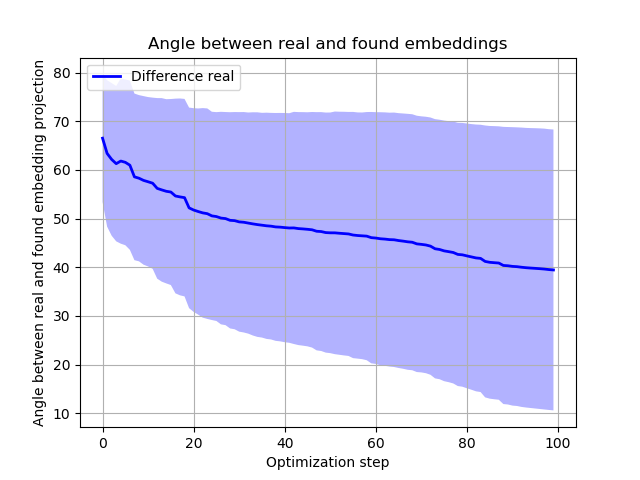 Angle between real and found embeddings
Difference real
Angle between real and found embedding projection
80
70
60
50
40
30
20
10
0 20 40 60 80 100
Optimization step